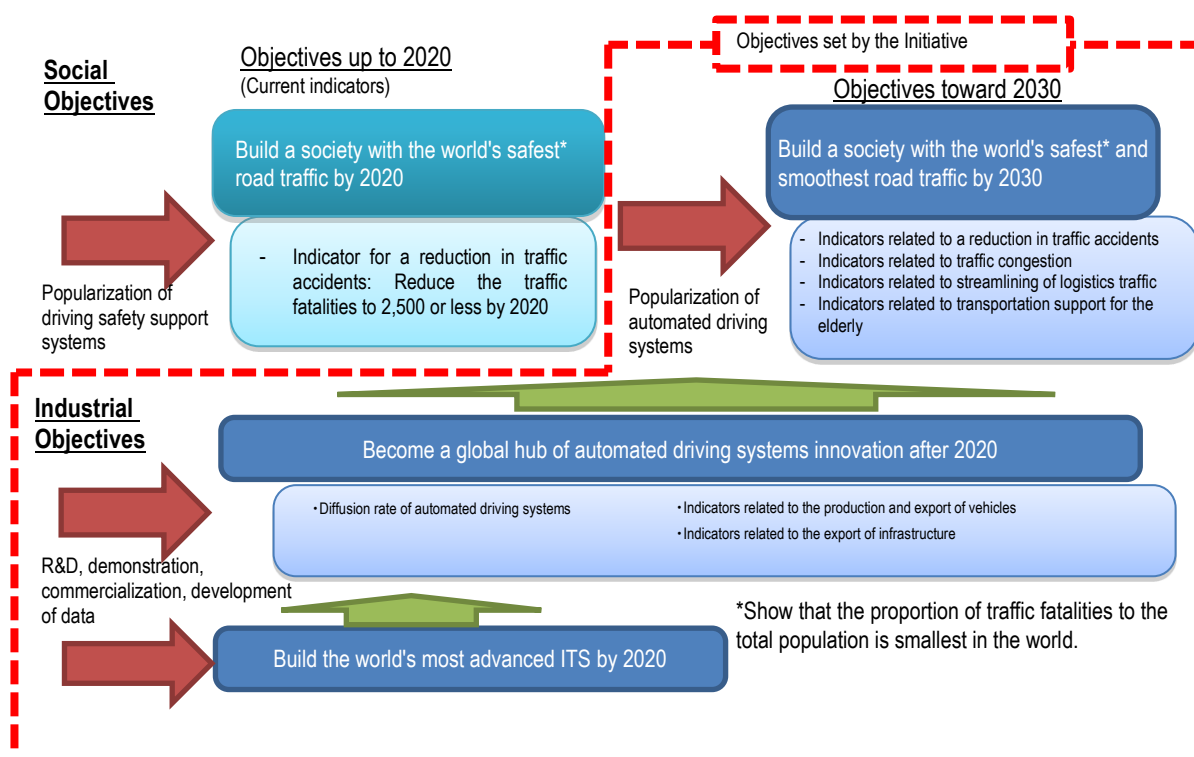 Social
Objectives
Objectives up to 2020
(Current indicators)
Objectives set by the Initiative
Objectives toward 2030
Build a society with the world's safest*
road traffic by 2020
Build a society with the world's safest* and
smoothest road traffic by 2030
- Indicator for a reduction in traffic
accidents: Reduce the traffic
fatalities to 2,500 or less by 2020
- Indicators related to a reduction in traffic accidents
- Indicators related to traffic congestion
- Indicators related to streamlining of logistics traffic
- Indicators related to transportation support for the
elderly
Popularization of
driving safety support
systems
Popularization of
automated driving
systems
Industrial
Objectives
Become a global hub of automated driving systems innovation after 2020
・Diffusion rate of automated driving systems
・Indicators related to the production and export of vehicles
・Indicators related to the export of infrastructure
R&D, demonstration,
commercialization, development
of data
Build the world's most advanced ITS by 2020
*Show that the proportion of traffic fatalities to the
total population is smallest in the world.